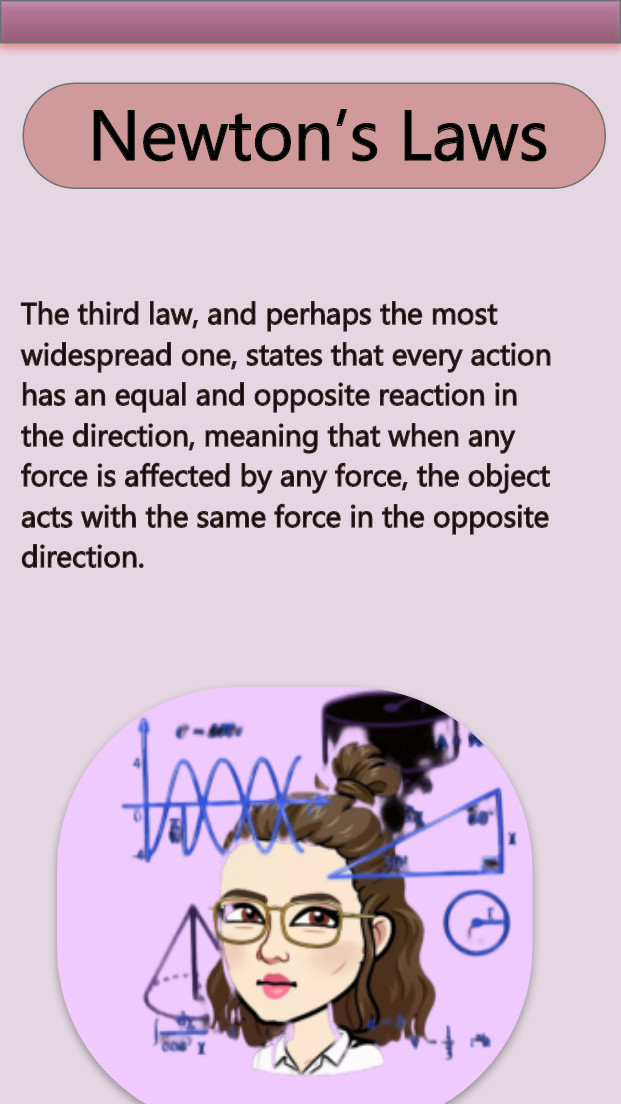 Newton’s Laws
The third law, and perhaps the most
widespread one, states that every action
has an equal and opposite reaction in
the direction, meaning that when any
force is affected by any force, the object
acts with the same force in the opposite
direction.